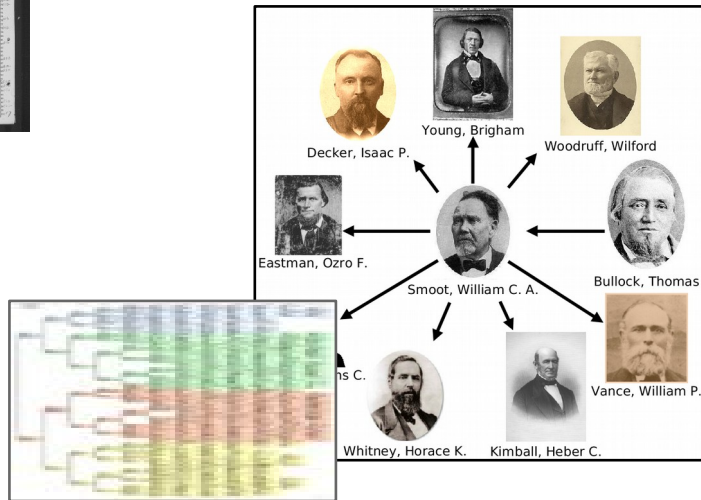 Young, Brigham
Woodruff, Wilford
Decker, Isaac P.
Eastman, Ozro F.
Smoot, William C. A.
Bullock, Thomas
ns C.
Vance, William P.
Whitney, Horace K.
Kimball, Heber C.